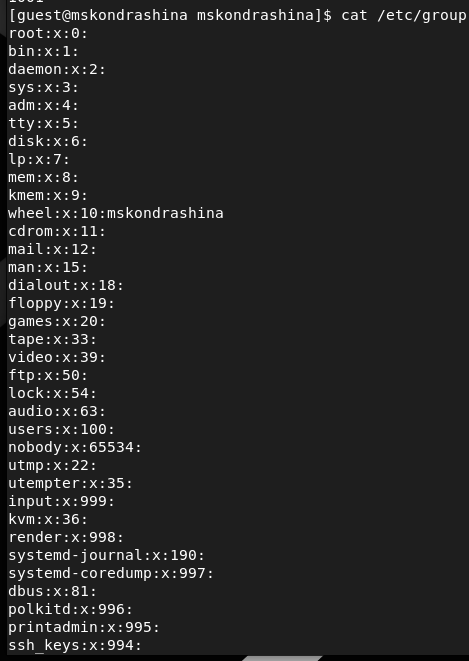 [guest@mskondrashina mskondrashina]$ cat /etc/group
root:x:0:
bin:x:1:
daemon:x:2:
sys:x:3:
adm:x:4:
tty:x:5:
disk:x:6:
lp:x:7:
mem:x:8:
kmem:x:9:
wheel:x:10:mskondrashina
cdrom:x:11:
mail:x:12:
man:x:15:
dialout:x:18:
floppy:x:19:
games:x:20:
tape:x:33:
video:x:39:
ftp:x:50:
lock:x:54:
audio:x:63:
users:x:100:
nobody:x:65534:
utmp:x:22:
utempter:x:35:
input:x:999:
kvm:x:36:
render:x:998:
systemd-journal:x:190:
systemd-coredump:x:997:
dbus:x:81:
polkitd:x:996:
printadmin:x:995:
ssh_keys:x:994: